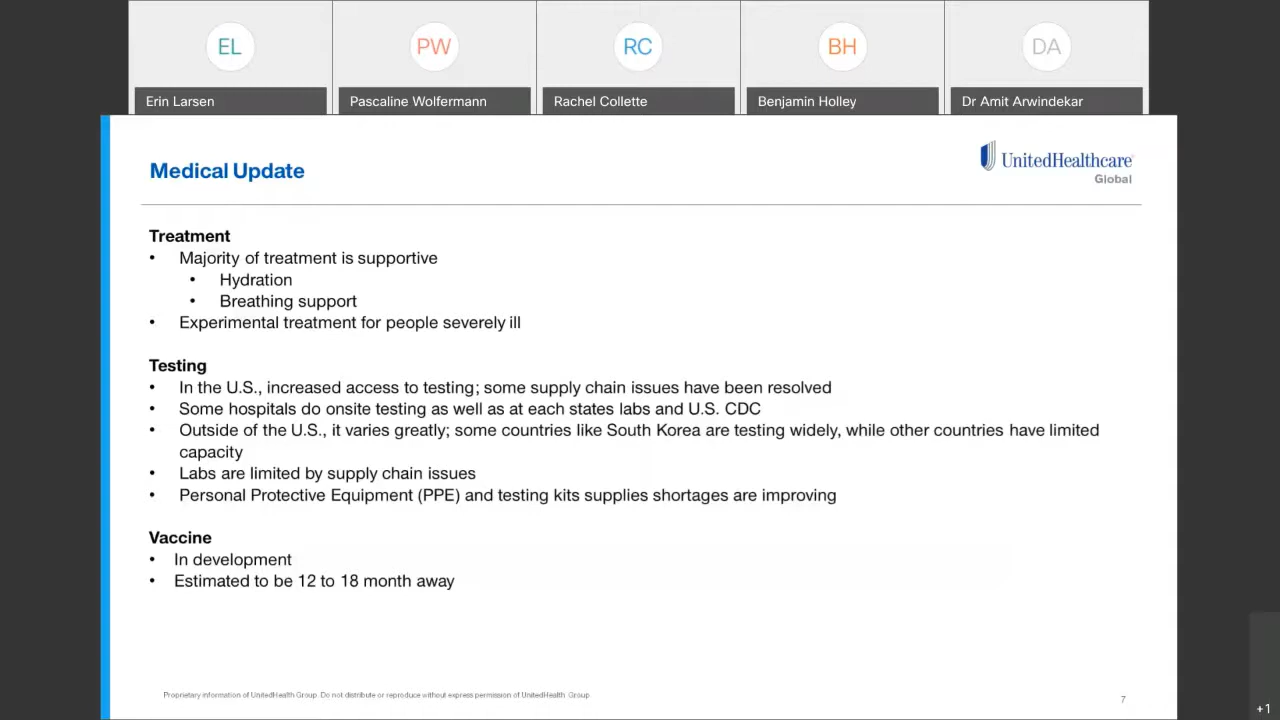 EL
PW
RC
BH
DA
Erin Larsen
Pascaline Wolfermann
Rachel Collette
Benjamin Holley
Dr Amit Arwindekar
Medical Update
UnitedHealthcare
Global
Treatment
• Majority of treatment is supportive
• Hydration
• Breathing support
• Experimental treatment for people severely ill
Testing
• In the U.S., increased access to testing; some supply chain issues have been resolved
• Some hospitals do onsite testing as well as at each states labs and U.S. CDC
• Outside of the U.S., it varies greatly; some countries like South Korea are testing widely, while other countries have limited
capacity
• Labs are limited by supply chain issues
• Personal Protective Equipment (PPE) and testing kits supplies shortages are improving
Vaccine
• In development
• Estimated to be 12 to 18 month away
Proprietary information of UnitedHealth Group. Do not distribute or reproduce without express permission of UnitedHealth Group.
7
+1